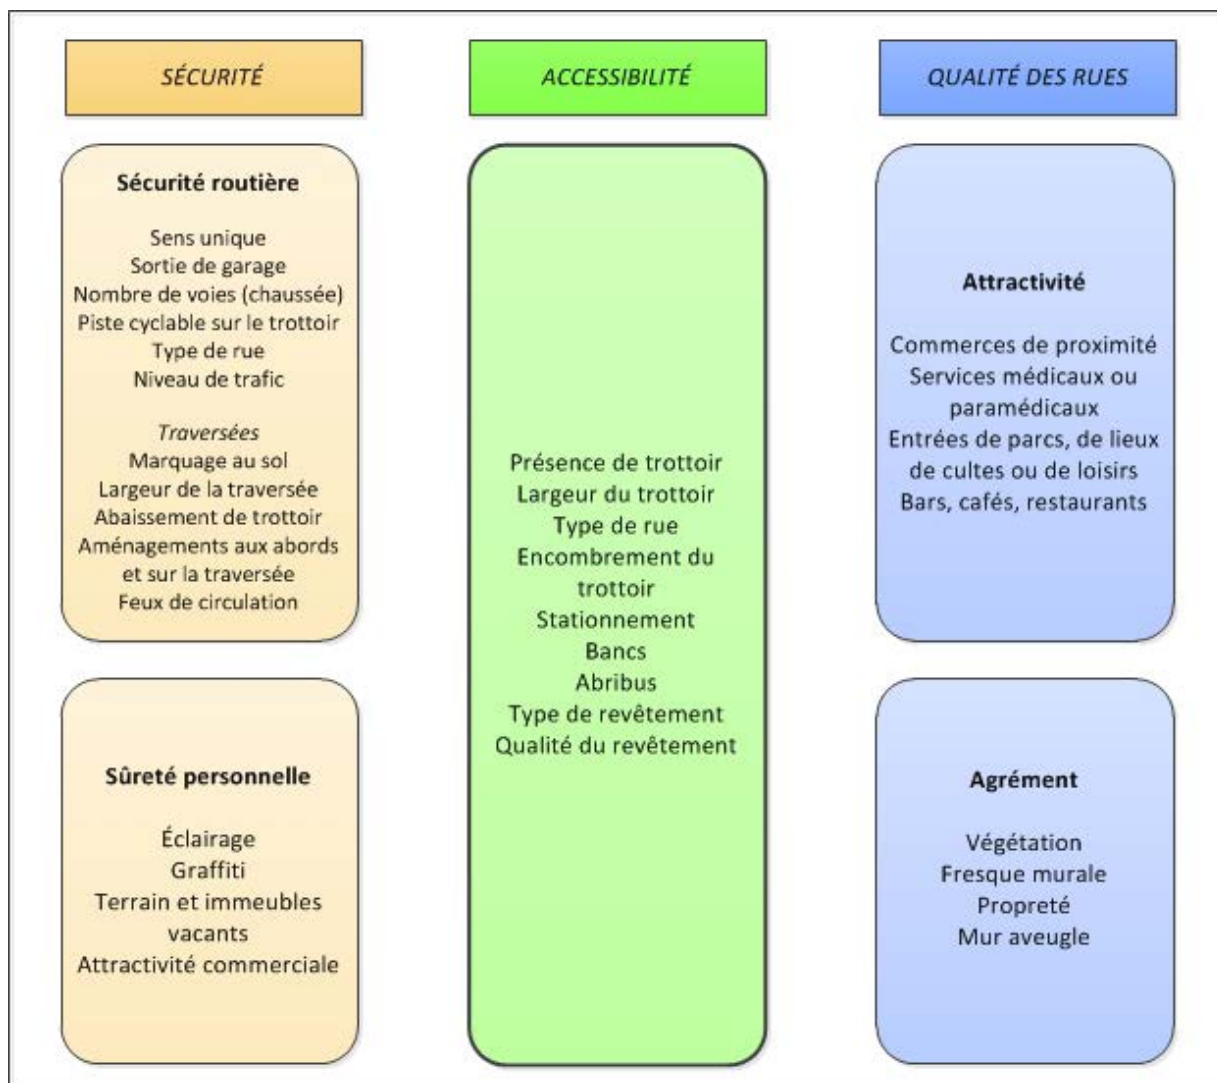 SÉCURITÉ
Sécurité routière
Sens unique
Sortie de garage
Nombre de voies (chaussée)
Piste cyclable sur le trottoir
Type de rue
Niveau de trafic
Traversées
Marquage au sol
Largeur de la traversée
Abaissement de trottoir
Aménagements aux abords
et sur la traversée
Feux de circulation
Sûreté personnelle
Éclairage
Graffiti
Terrain et immeubles
vacants
Attractivité commerciale
ACCESSIBILITÉ
Présence de trottoir
Largeur du trottoir
Type de rue
Encombrement du
trottoir
Stationnement
Bancs
Abribus
Type de revêtement
Qualité du revêtement
QUALITÉ DES RUES
Attractivité
Commerces de proximité
Services médicaux ou
paramédicaux
Entrées de parcs, de lieux
de cultes ou de loisirs
Bars, cafés, restaurants
Agrément
Végétation
Fresque murale
Propreté
Mur aveugle